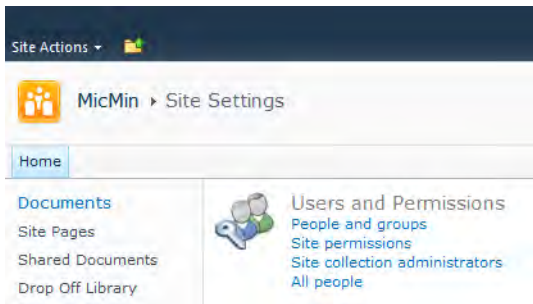 Site Actions
MicMin ▸ Site Settings
Home
Documents
Site Pages
Shared Documents
Drop Off Library
Users and Permissions
People and groups
Site permissions
Site collection administrators
All people